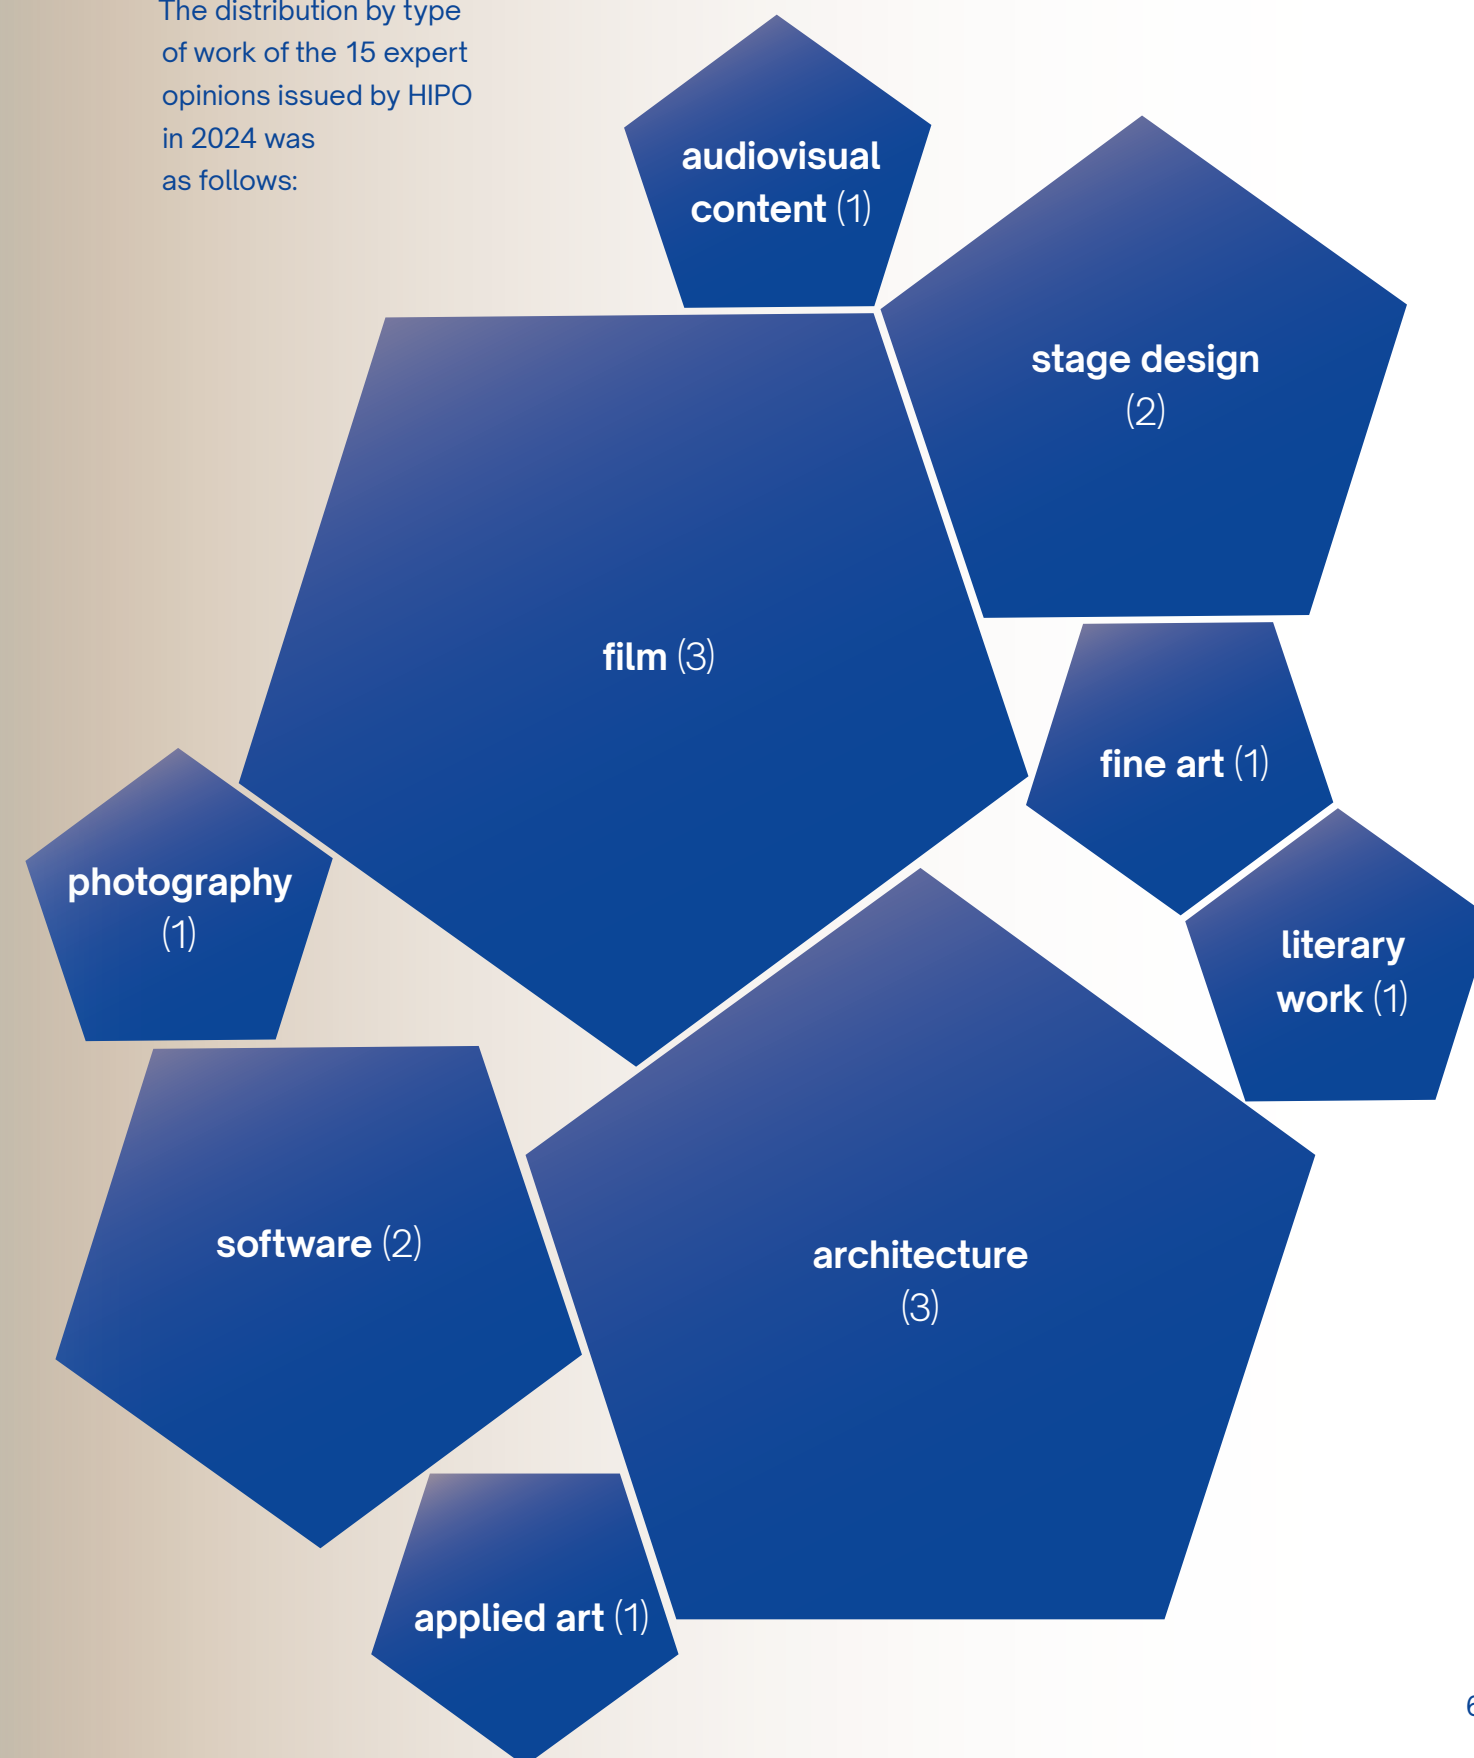 The distribution by type
of work of the 15 expert
opinions issued by HIPO
in 2024 was
as follows:
audiovisual
content (1)
stage design
(2)
film (3)
fine art (1)
photography
(1)
literary
work (1)
software (2)
architecture
(3)
applied art (1)